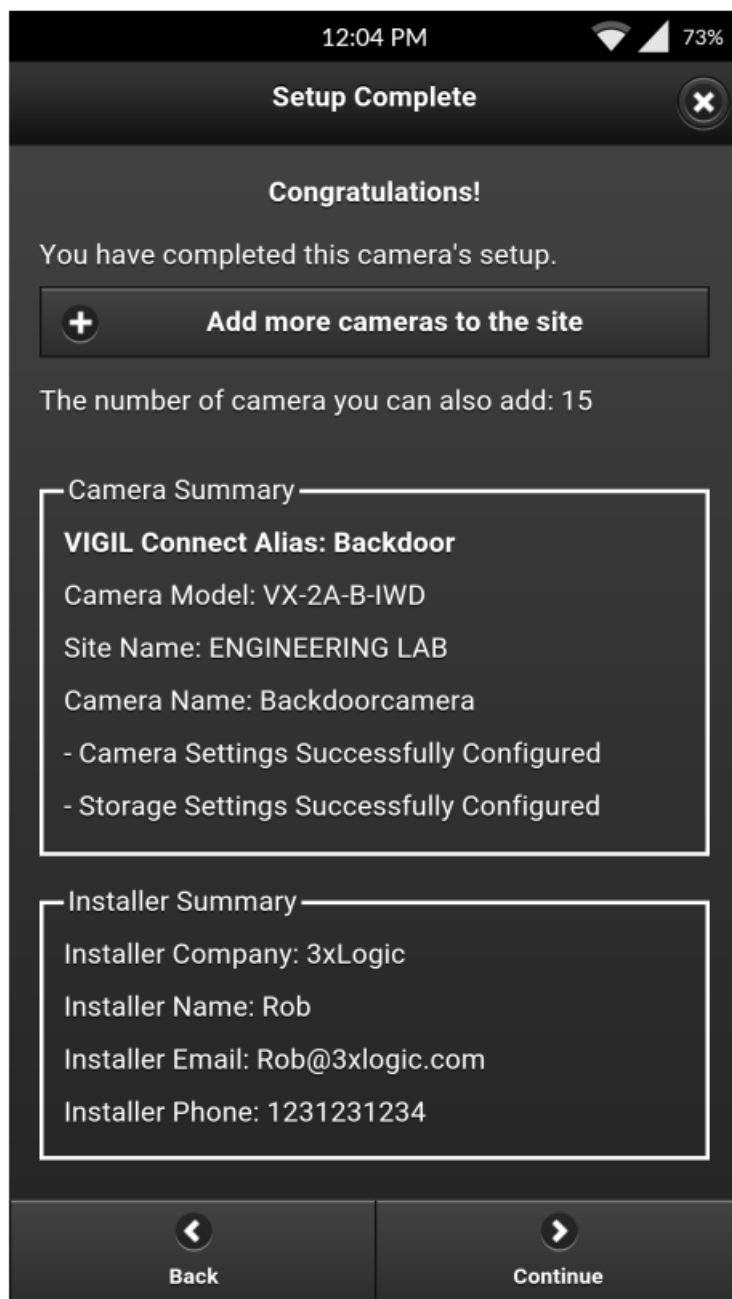 12:04 PM 73%
Setup Complete
Congratulations!
You have completed this camera's setup.
Add more cameras to the site
The number of camera you can also add: 15
Camera Summary
VIGIL Connect Alias: Backdoor
Camera Model: VX-2A-B-IWD
Site Name: ENGINEERING LAB
Camera Name: Backdoorcamera
- Camera Settings Successfully Configured
- Storage Settings Successfully Configured
Installer Summary
Installer Company: 3xLogic
Installer Name: Rob
Installer Email: Rob@3xlogic.com
Installer Phone: 1231231234
Back Continue